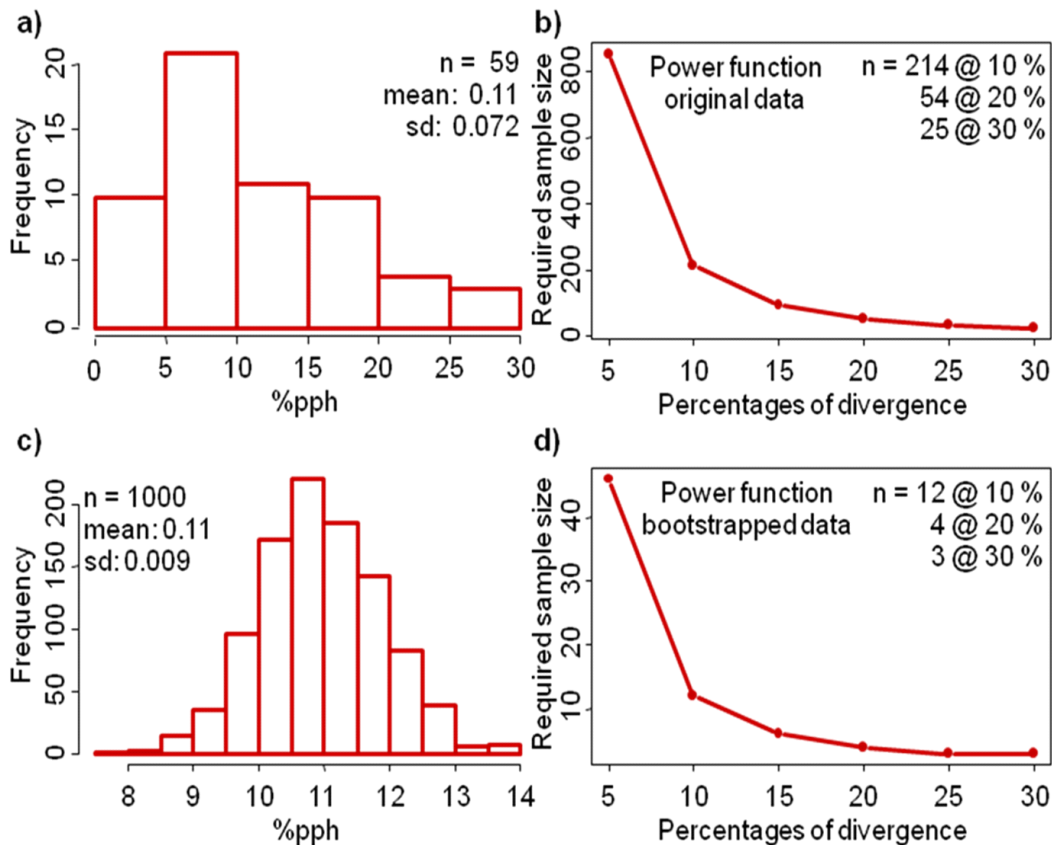 a)
n = 59
mean: 0.11
sd: 0.072
Frequency
0
5
10
15
20
0 5 10 15 20 25 30
%pph
b)
Power function
original data
n = 214 @ 10 %
54 @ 20 %
25 @ 30 %
Required sample size
0
200
400
600
800
5 10 15 20 25 30
Percentages of divergence
c)
n = 1000
mean: 0.11
sd: 0.009
Frequency
0
50
100
150
200
8 9 10 11 12 13 14
%pph
d)
Power function
bootstrapped data
n = 12 @ 10 %
4 @ 20 %
3 @ 30 %
Required sample size
10
20
30
40
5 10 15 20 25 30
Percentages of divergence